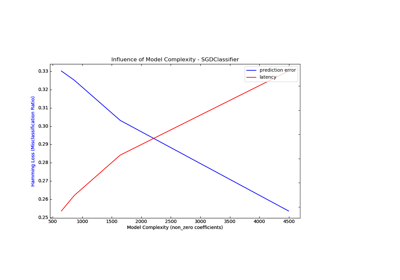 Influence of Model Complexity - SGDClassifier
prediction error
latency
0.33
0.32
0.31
0.30
0.29
0.28
0.27
0.26
0.25
Hamming Loss (Misclassification Ratio)
500 1000 1500 2000 2500 3000 3500 4000 4500
Model Complexity (non_zero coefficients)